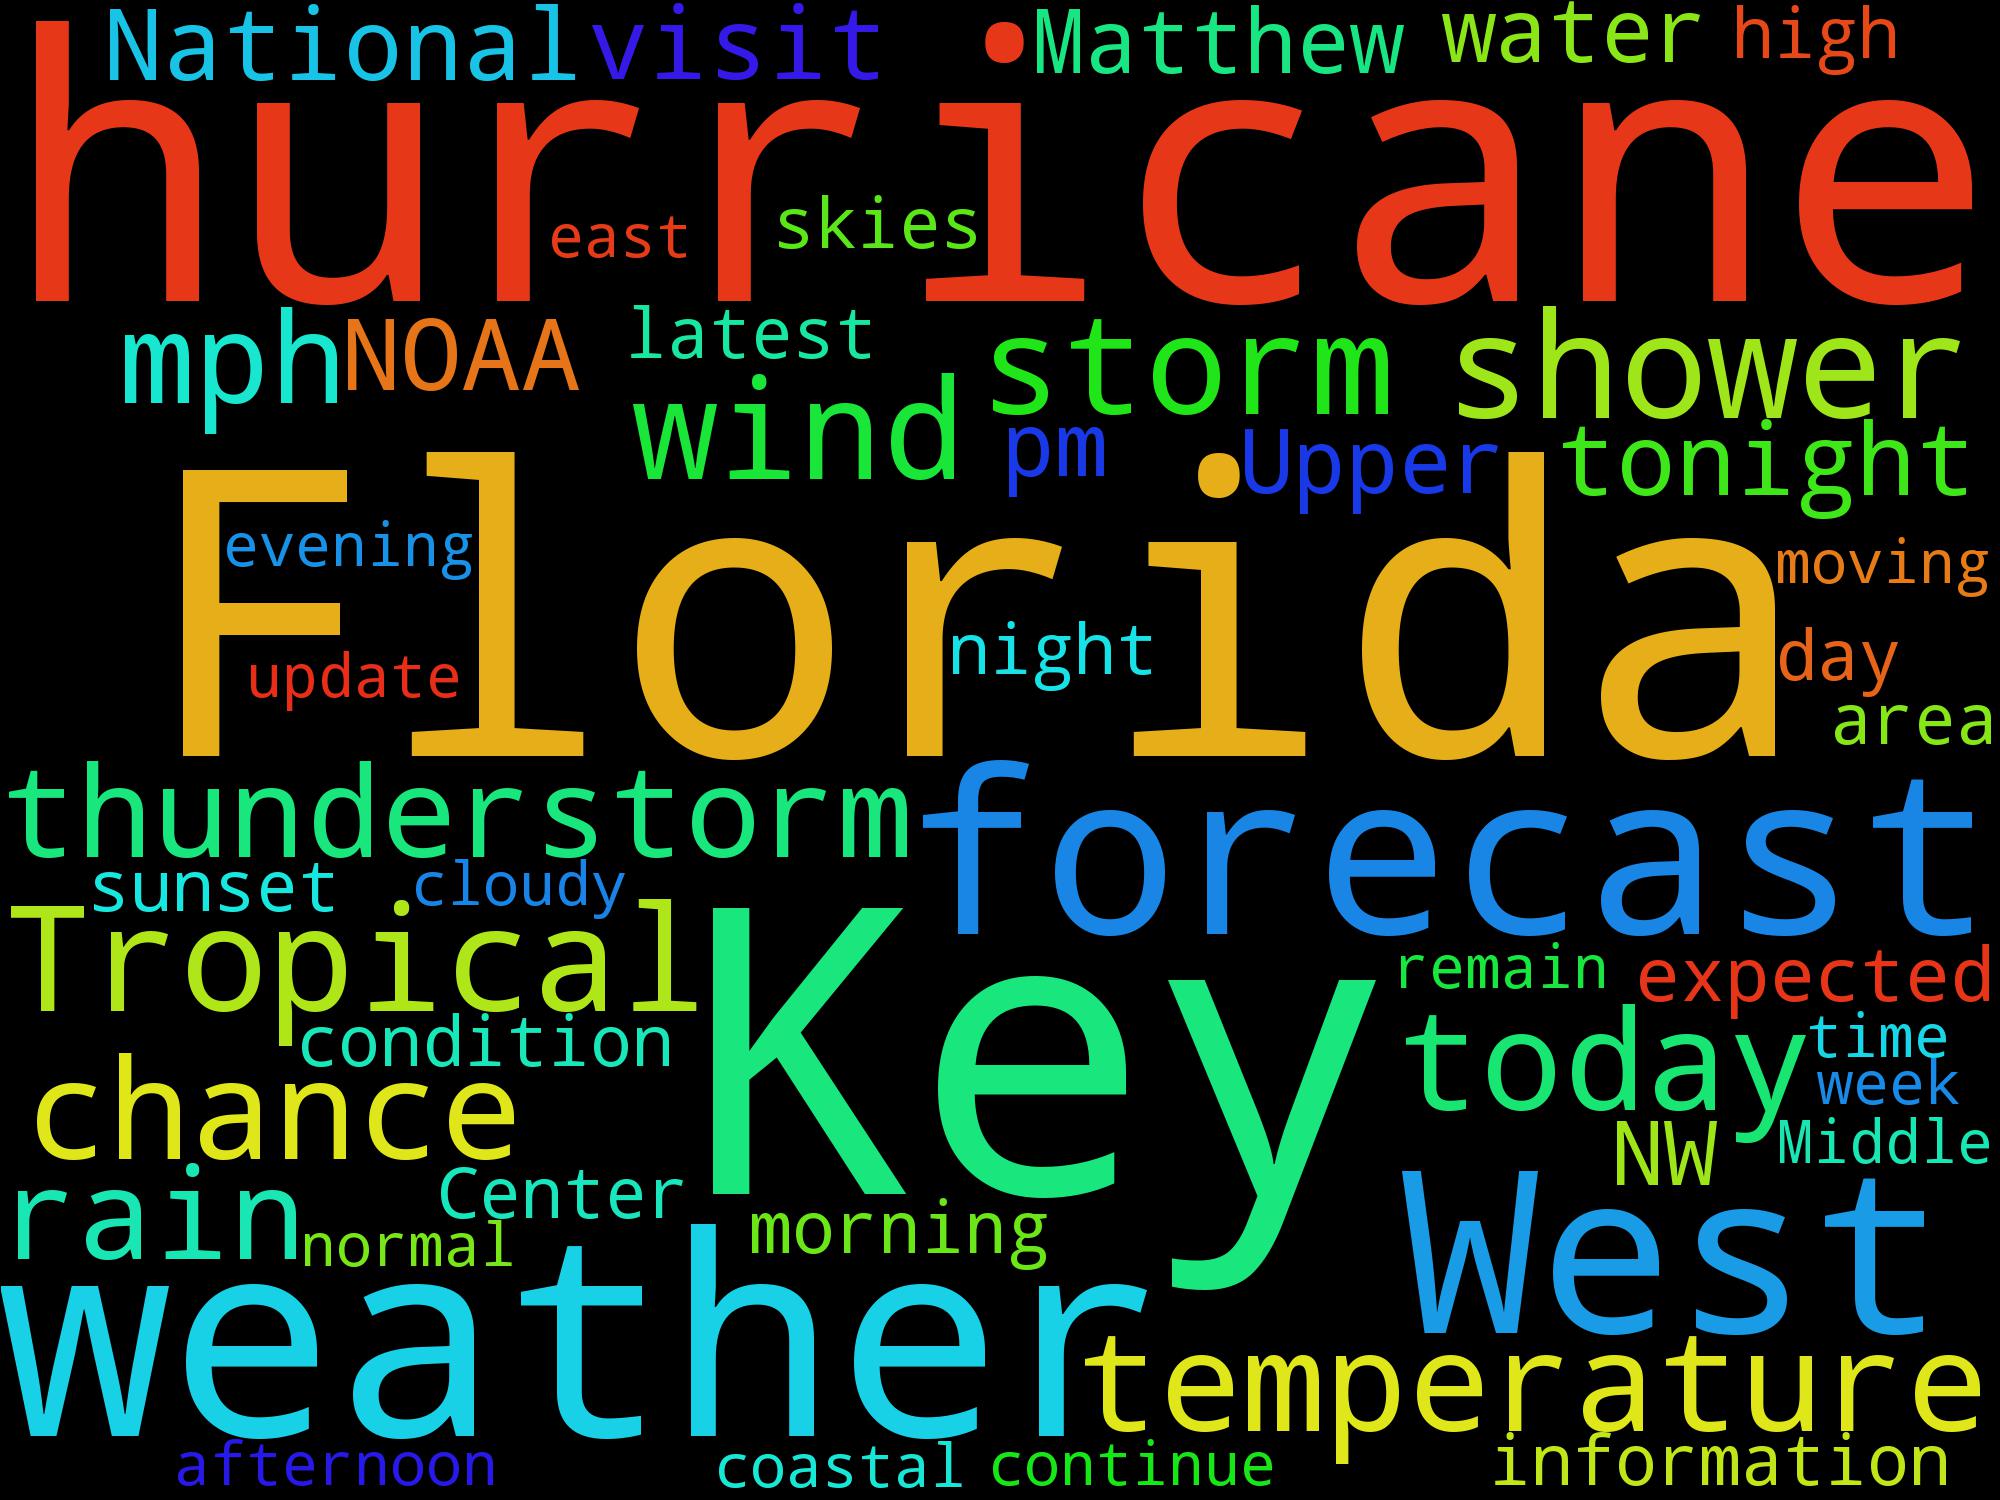 National visit Matthew water high
hurricane
east skies
mph NOAA latest storm shower
wind pm Upper tonight
Florida
evening moving
night day
update area
thunderstorm forecast
sunset cloudy
Tropical Key remain expected
condition today time
chance week
NW Middle
rain Center West
normal morning
weather temperature
afternoon coastal continue information